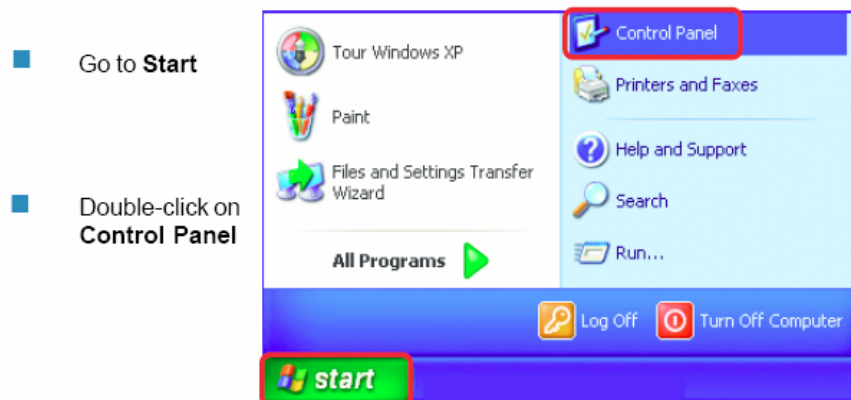 Go to Start
Double-click on
Control Panel
Tour Windows XP
Paint
Files and Settings Transfer
Wizard
All Programs
Control Panel
Printers and Faxes
Help and Support
Search
Run...
Log Off
Turn Off Computer
start